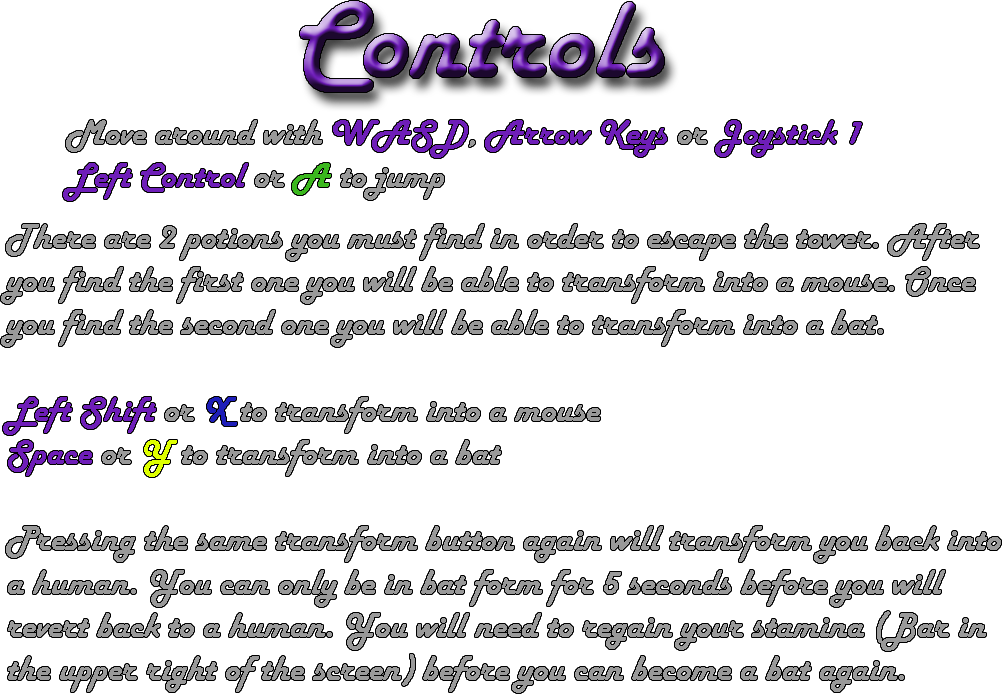 Controls
Move around with WASD, Arrow Keys or Joystick 1
Left Control or A to jump
There are 2 potions you must find in order to escape the tower. After
you find the first one you will be able to transform into a mouse. Once
you find the second one you will be able to transform into a bat.
Left Shift or X to transform into a mouse
Space or Y to transform into a bat
Pressing the same transform button again will transform you back into
a human. You can only be in bat form for 5 seconds before you will
revert back to a human. You will need to regain your stamina (Bar in
the upper right of the screen) before you can become a bat again.